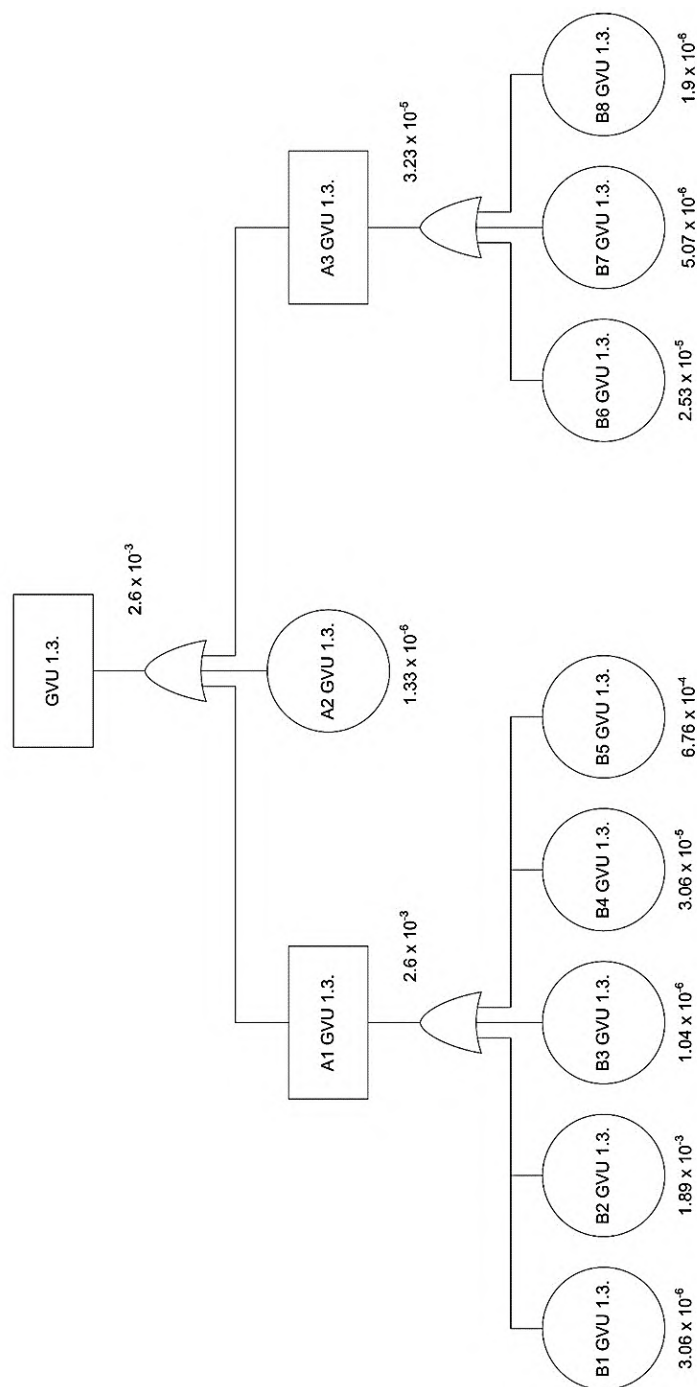 GVU 1.3.
2.6 x 10⁻³
A1 GVU 1.3.
2.6 x 10⁻³
A2 GVU 1.3.
1.33 x 10⁻⁶
A3 GVU 1.3.
3.23 x 10⁻⁵
B1 GVU 1.3.
3.06 x 10⁻⁶
B2 GVU 1.3.
1.89 x 10⁻³
B3 GVU 1.3.
1.04 x 10⁻⁶
B4 GVU 1.3.
3.06 x 10⁻⁵
B5 GVU 1.3.
6.76 x 10⁻⁴
B6 GVU 1.3.
2.53 x 10⁻⁵
B7 GVU 1.3.
5.07 x 10⁻⁶
B8 GVU 1.3.
1.9 x 10⁻⁶